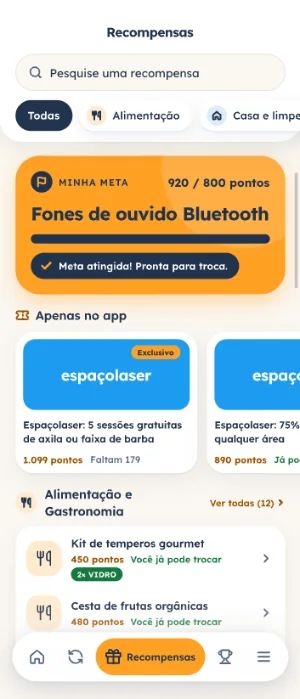 Recompensas
Pesquise uma recompensa
Todas
Alimentação
Casa e limpe
MINHA META
920 / 800 pontos
Fones de ouvido Bluetooth
Meta atingida! Pronta para troca.
Apenas no app
Exclusivo
espaçolaser
espaço
Espaçolaser: 5 sessões gratuitas
de axila ou faixa de barba
1.099 pontos Faltam 179
Espaçolaser: 75%
qualquer área
890 pontos Já po
Alimentação e
Gastronomia
Ver todas (12)
Kit de temperos gourmet
450 pontos Você já pode trocar
2x VIDRO
Cesta de frutas orgânicas
480 pontos Você já pode trocar
Recompensas